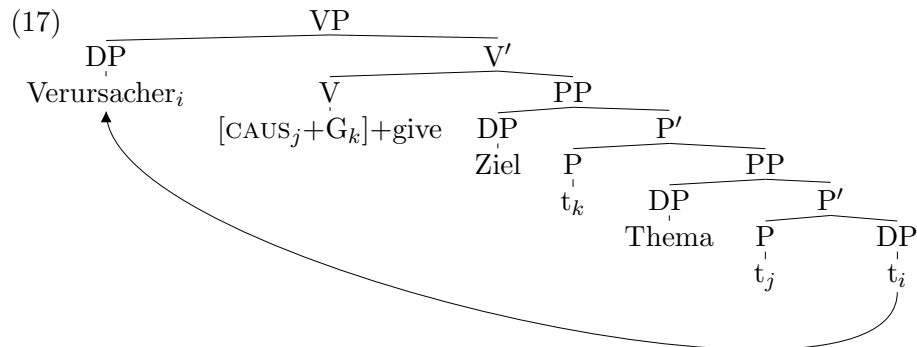 (17) VP
DP V′
Verursacherᵢ V PP
[CAUSⱼ+Gₖ]+give DP P′
Ziel P PP
tₖ DP P′
Thema P DP
tⱼ tᵢ